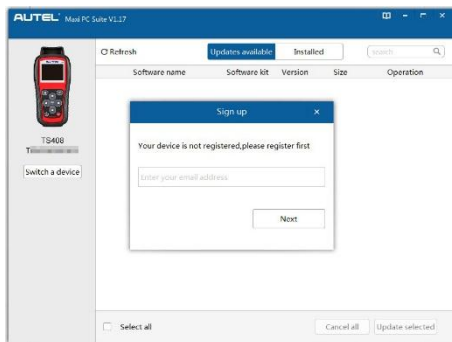 AUTEL Maxi PC Suite V1.17
Refresh
Updates available
Installed
search
Software name Software kit Version Size Operation
Sign up ×
Your device is not registered,please register first
Enter your email address
Next
TS408
Switch a device
Select all
Cancel all
Update selected